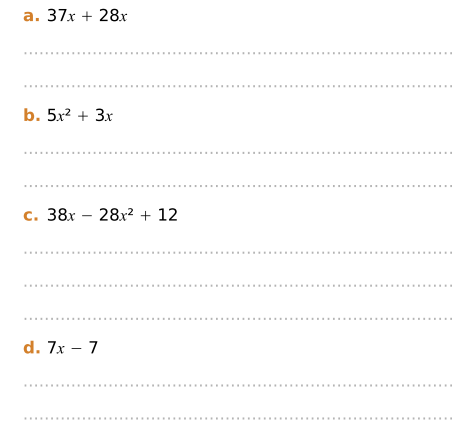 a. 37x + 28x
b. 5x² + 3x
c. 38x − 28x² + 12
d. 7x − 7